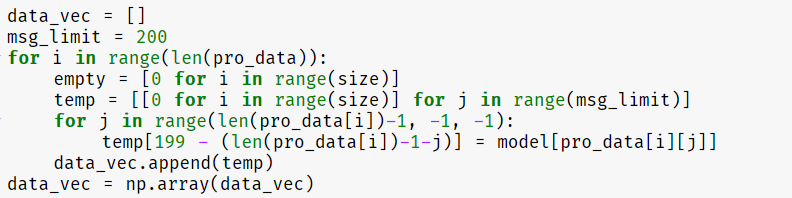 data_vec = []
msg_limit = 200
for i in range(len(pro_data)):
    empty = [0 for i in range(size)]
    temp = [[0 for i in range(size)] for j in range(msg_limit)]
    for j in range(len(pro_data[i])-1, -1, -1):
        temp[199 - (len(pro_data[i])-1-j)] = model[pro_data[i][j]]
    data_vec.append(temp)
data_vec = np.array(data_vec)